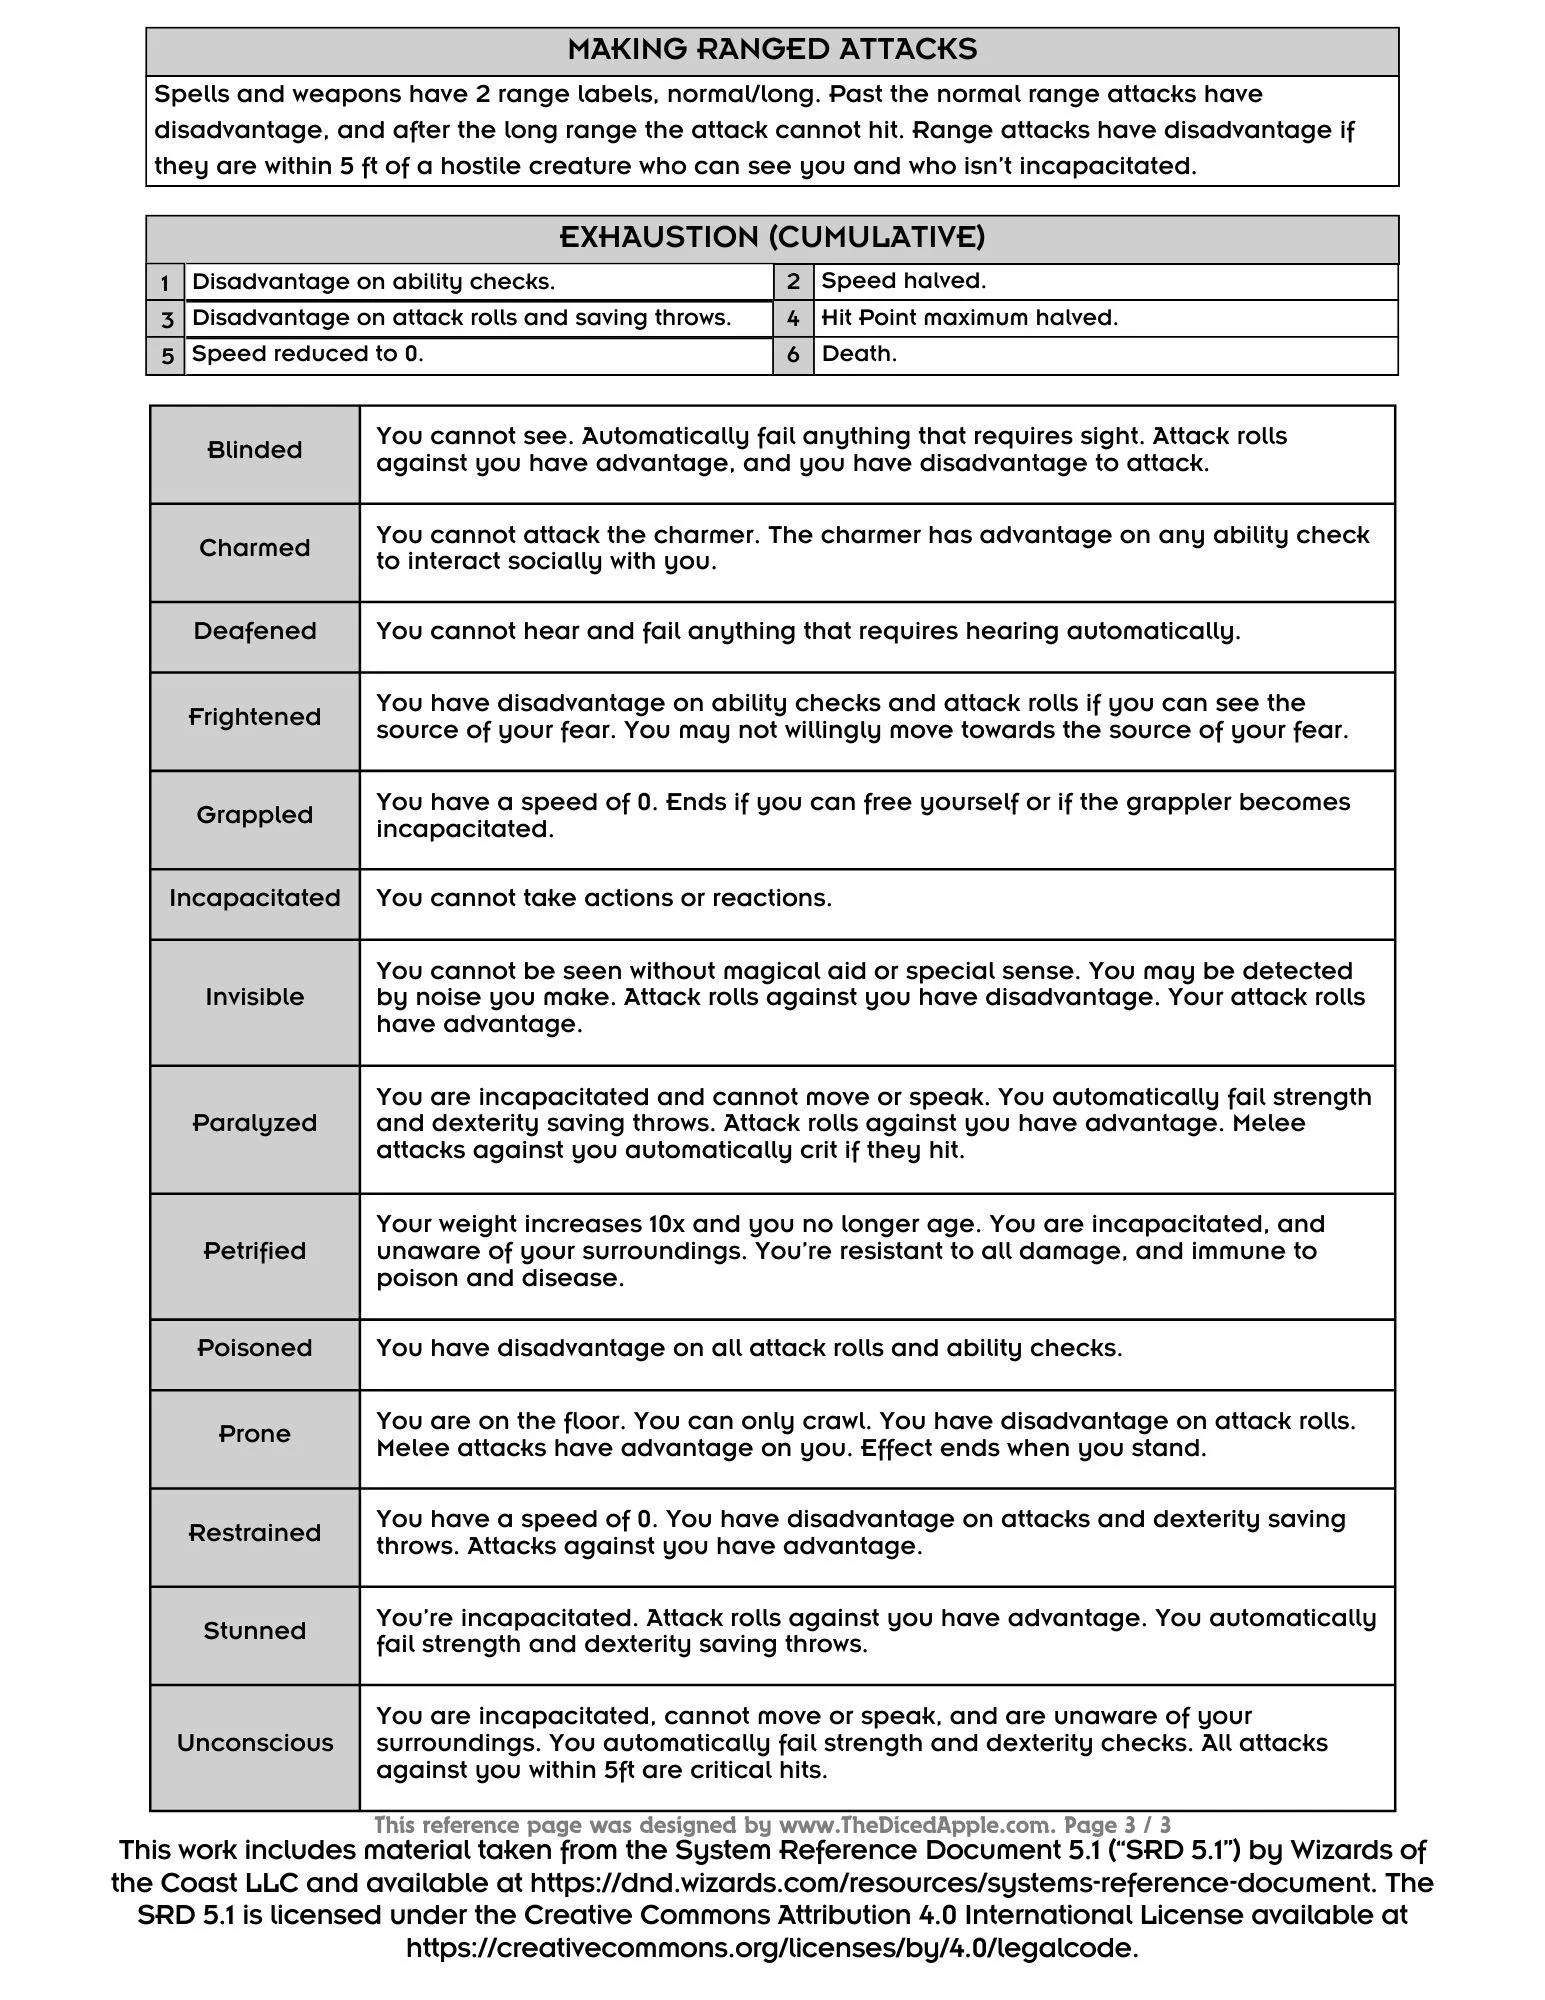 MAKING RANGED ATTACKS
Spells and weapons have 2 range labels, normal/long. Past the normal range attacks have
disadvantage, and after the long range the attack cannot hit. Range attacks have disadvantage if
they are within 5 ft of a hostile creature who can see you and who isn't incapacitated.
EXHAUSTION (CUMULATIVE)
1 Disadvantage on ability checks. 2 Speed halved.
3 Disadvantage on attack rolls and saving throws. 4 Hit Point maximum halved.
5 Speed reduced to 0. 6 Death.
Blinded
You cannot see. Automatically fail anything that requires sight. Attack rolls
against you have advantage, and you have disadvantage to attack.
Charmed
You cannot attack the charmer. The charmer has advantage on any ability check
to interact socially with you.
Deafened
You cannot hear and fail anything that requires hearing automatically.
Frightened
You have disadvantage on ability checks and attack rolls if you can see the
source of your fear. You may not willingly move towards the source of your fear.
Grappled
You have a speed of 0. Ends if you can free yourself or if the grappler becomes
incapacitated.
Incapacitated
You cannot take actions or reactions.
Invisible
You cannot be seen without magical aid or special sense. You may be detected
by noise you make. Attack rolls against you have disadvantage. Your attack rolls
have advantage.
Paralyzed
You are incapacitated and cannot move or speak. You automatically fail strength
and dexterity saving throws. Attack rolls against you have advantage. Melee
attacks against you automatically crit if they hit.
Petrified
Your weight increases 10x and you no longer age. You are incapacitated, and
unaware of your surroundings. You're resistant to all damage, and immune to
poison and disease.
Poisoned
You have disadvantage on all attack rolls and ability checks.
Prone
You are on the floor. You can only crawl. You have disadvantage on attack rolls.
Melee attacks have advantage on you. Effect ends when you stand.
Restrained
You have a speed of 0. You have disadvantage on attacks and dexterity saving
throws. Attacks against you have advantage.
Stunned
You're incapacitated. Attack rolls against you have advantage. You automatically
fail strength and dexterity saving throws.
Unconscious
You are incapacitated, cannot move or speak, and are unaware of your
surroundings. You automatically fail strength and dexterity checks. All attacks
against you within 5ft are critical hits.
This reference page was designed by www.TheDicedApple.com. Page 3 / 3
This work includes material taken from the System Reference Document 5.1 (“SRD 5.1”) by Wizards of
the Coast LLC and available at https://dnd.wizards.com/resources/systems-reference-document. The
SRD 5.1 is licensed under the Creative Commons Attribution 4.0 International License available at
https://creativecommons.org/licenses/by/4.0/legalcode.